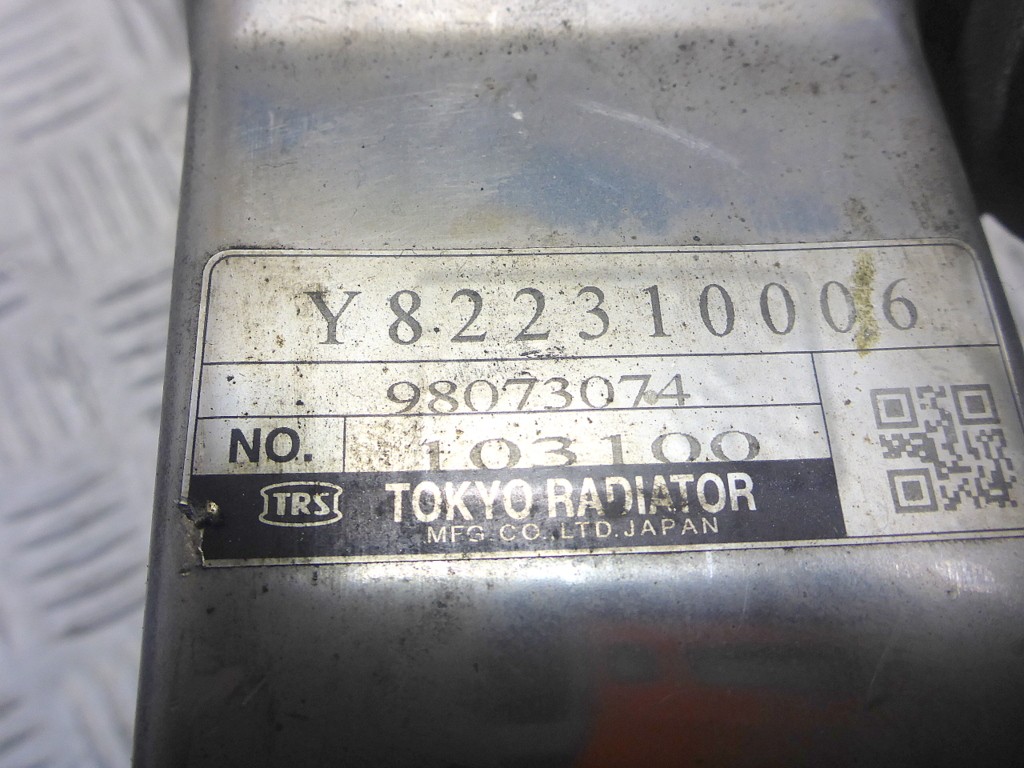 Y822310006
98073074
NO. 103100
TRS TOKYO RADIATOR
MFG. CO. LTD. JAPAN